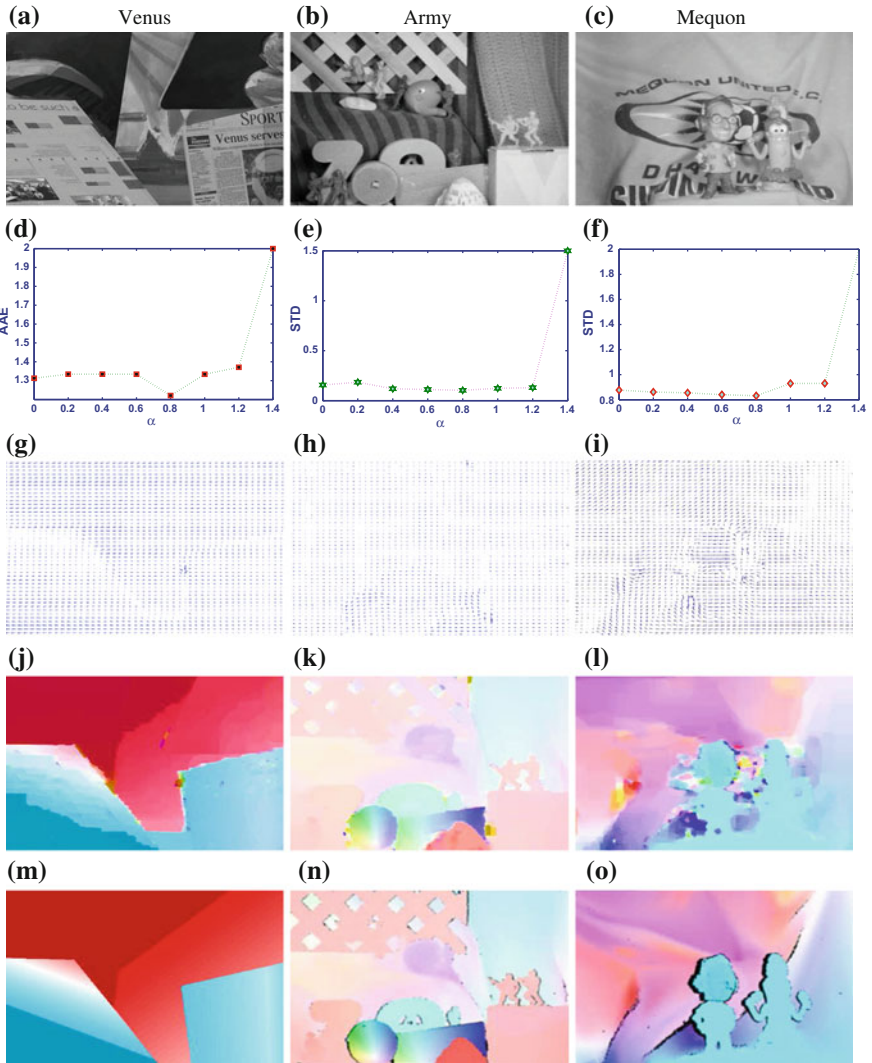 (a) Venus (b) Army (c) Mequon
to be such a
SPORT
Venus serves
MEQUON UNITED S.C.
(d) (e) (f)
2
1.9
1.8
1.7
1.6
1.5
1.4
1.3
AAE
0 0.2 0.4 0.6 0.8 1 1.2 1.4
α
1.5
1
0.5
0
STD
0 0.2 0.4 0.6 0.8 1 1.2 1.4
α
2
1.8
1.6
1.4
1.2
1
0.8
STD
0 0.2 0.4 0.6 0.8 1 1.2 1.4
α
(g) (h) (i)
(j) (k) (l)
(m) (n) (o)